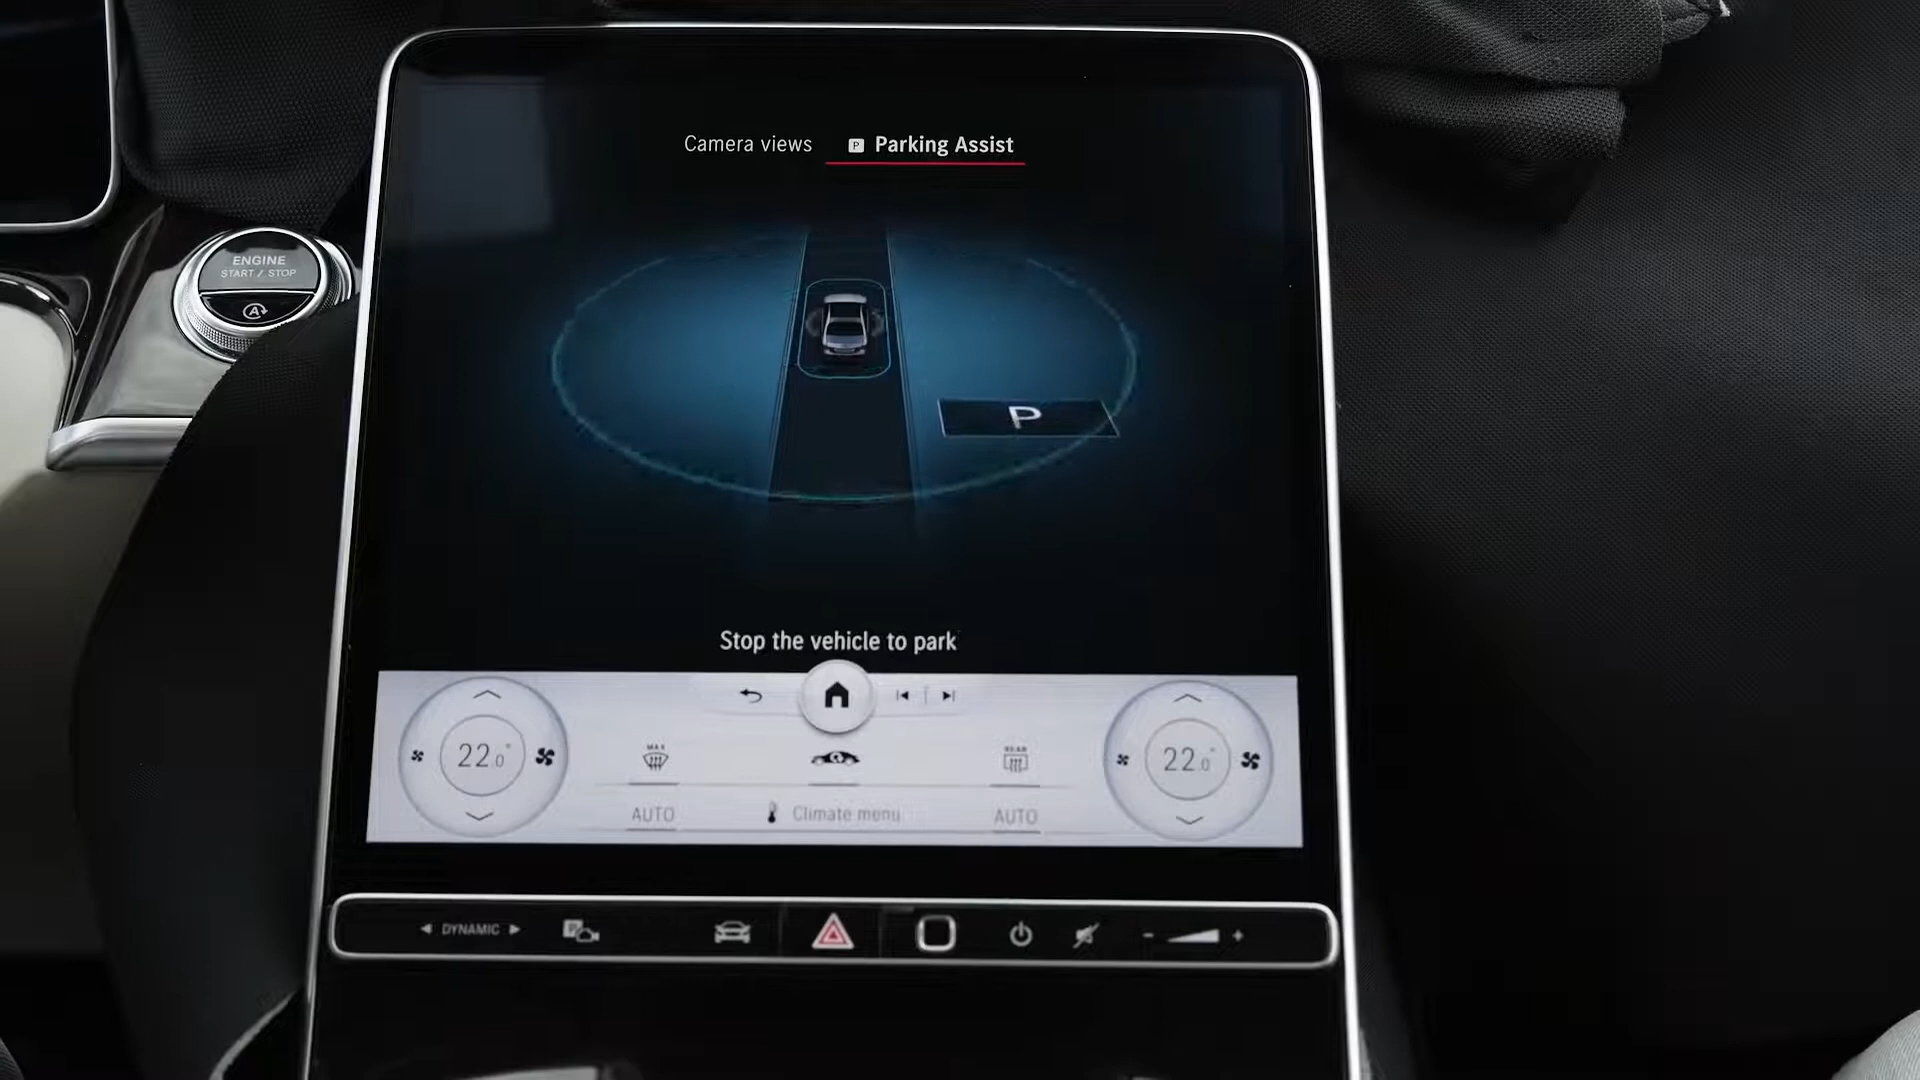 Camera views
P Parking Assist
ENGINE
START / STOP
A
P
Stop the vehicle to park
22.0°
MAX
REAR
22.0°
AUTO
Climate menu
AUTO
DYNAMIC
P